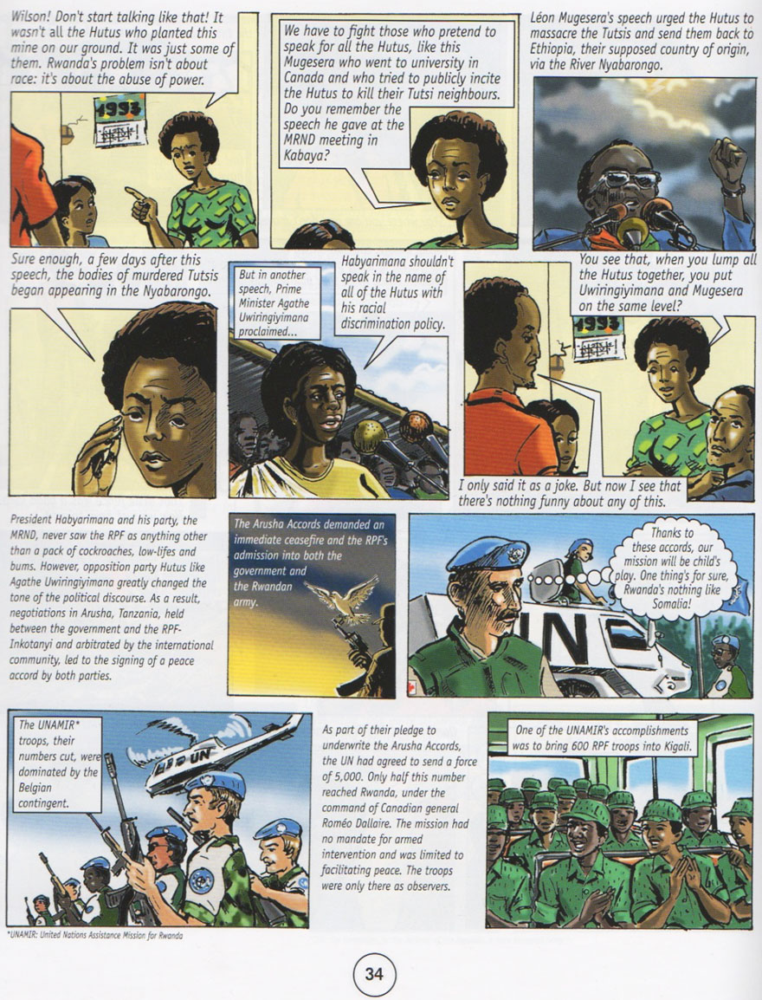 Wilson! Don't start talking like that! It
wasn't all the Hutus who planted this
mine on our ground. It was just some of
them. Rwanda's problem isn't about
race: it's about the abuse of power.
1993
We have to fight those who pretend to
speak for all the Hutus, like this
Mugesera who went to university in
Canada and who tried to publicly incite
the Hutus to kill their Tutsi neighbours.
Do you remember the
speech he gave at the
MRND meeting in
Kabaya?
Léon Mugesera's speech urged the Hutus to
massacre the Tutsis and send them back to
Ethiopia, their supposed country of origin,
via the River Nyabarongo.
Sure enough, a few days after this
speech, the bodies of murdered Tutsis
began appearing in the Nyabarongo.
But in another
speech, Prime
Minister Agathe
Uwiringiyimana
proclaimed...
Habyarimana shouldn't
speak in the name of
all of the Hutus with
his racial
discrimination policy.
You see that, when you lump all
the Hutus together, you put
Uwiringiyimana and Mugesera
on the same level?
1993
I only said it as a joke. But now I see that
there's nothing funny about any of this.
President Habyarimana and his party, the
MRND, never saw the RPF as anything other
than a pack of cockroaches, low-lifes and
bums. However, opposition party Hutus like
Agathe Uwiringiyimana greatly changed the
tone of the political discourse. As a result,
negotiations in Arusha, Tanzania, held
between the government and the RPF-
Inkotanyi and arbitrated by the international
community, led to the signing of a peace
accord by both parties.
The Arusha Accords demanded an
immediate ceasefire and the RPF's
admission into both the
government and
the Rwandan
army.
Thanks to
these accords, our
mission will be child's
play. One thing's for sure,
Rwanda's nothing like
Somalia!
UN
The UNAMIR*
troops, their
numbers cut, were
dominated by the
Belgian
contingent.
UN
As part of their pledge to
underwrite the Arusha Accords,
the UN had agreed to send a force
of 5,000. Only half this number
reached Rwanda, under the
command of Canadian general
Roméo Dallaire. The mission had
no mandate for armed
intervention and was limited to
facilitating peace. The troops
were only there as observers.
One of the UNAMIR's accomplishments
was to bring 600 RPF troops into Kigali.
*UNAMIR: United Nations Assistance Mission for Rwanda
34